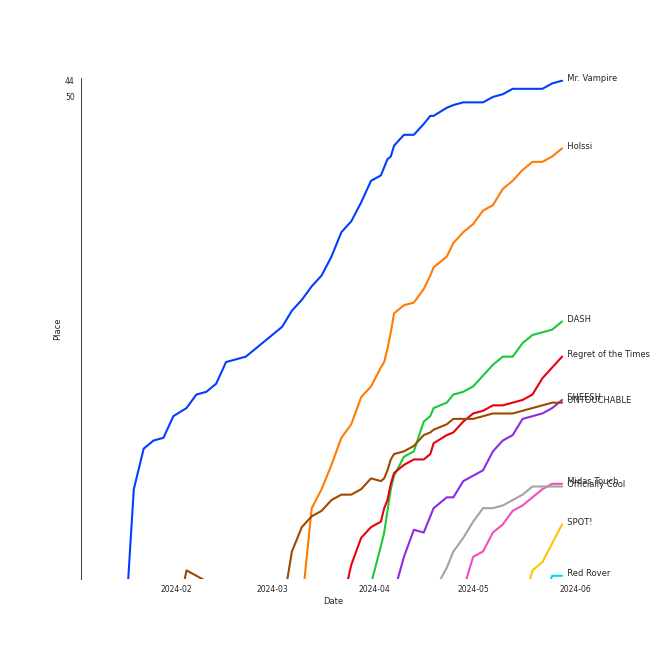 44
Mr. Vampire
50
Holssi
DASH
Place
Regret of the Times
SHEESH
UNTOUCHABLE
Midas Touch
Officially Cool
SPOT!
Red Rover
2024-02
2024-03
2024-04
2024-05
2024-06
Date